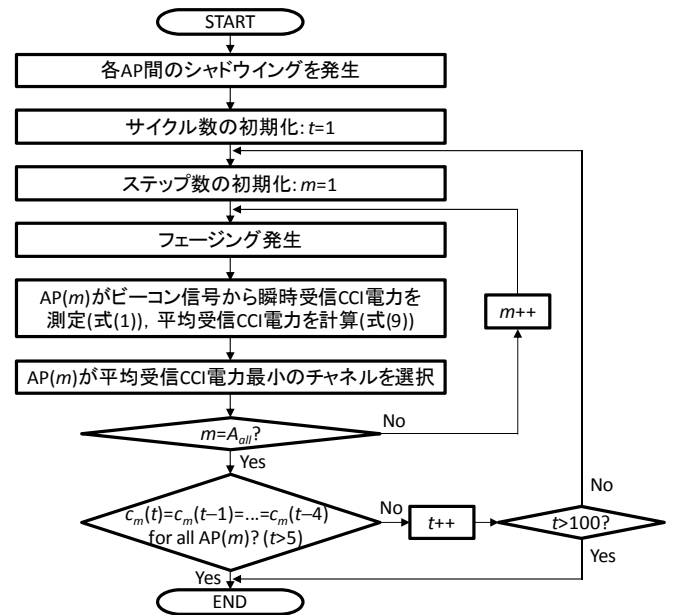 START
各AP間のシャドウイングを発生
サイクル数の初期化: t=1
ステップ数の初期化: m=1
フェージング発生
AP(m)がビーコン信号から瞬時受信CCI電力を
測定(式(1)), 平均受信CCI電力を計算(式(9))
m++
AP(m)が平均受信CCI電力最小のチャネルを選択
m=Aall?
No
Yes
cm(t)=cm(t−1)=...=cm(t−4)
for all AP(m)? (t>5)
No
t++
t>100?
No
Yes
Yes
END